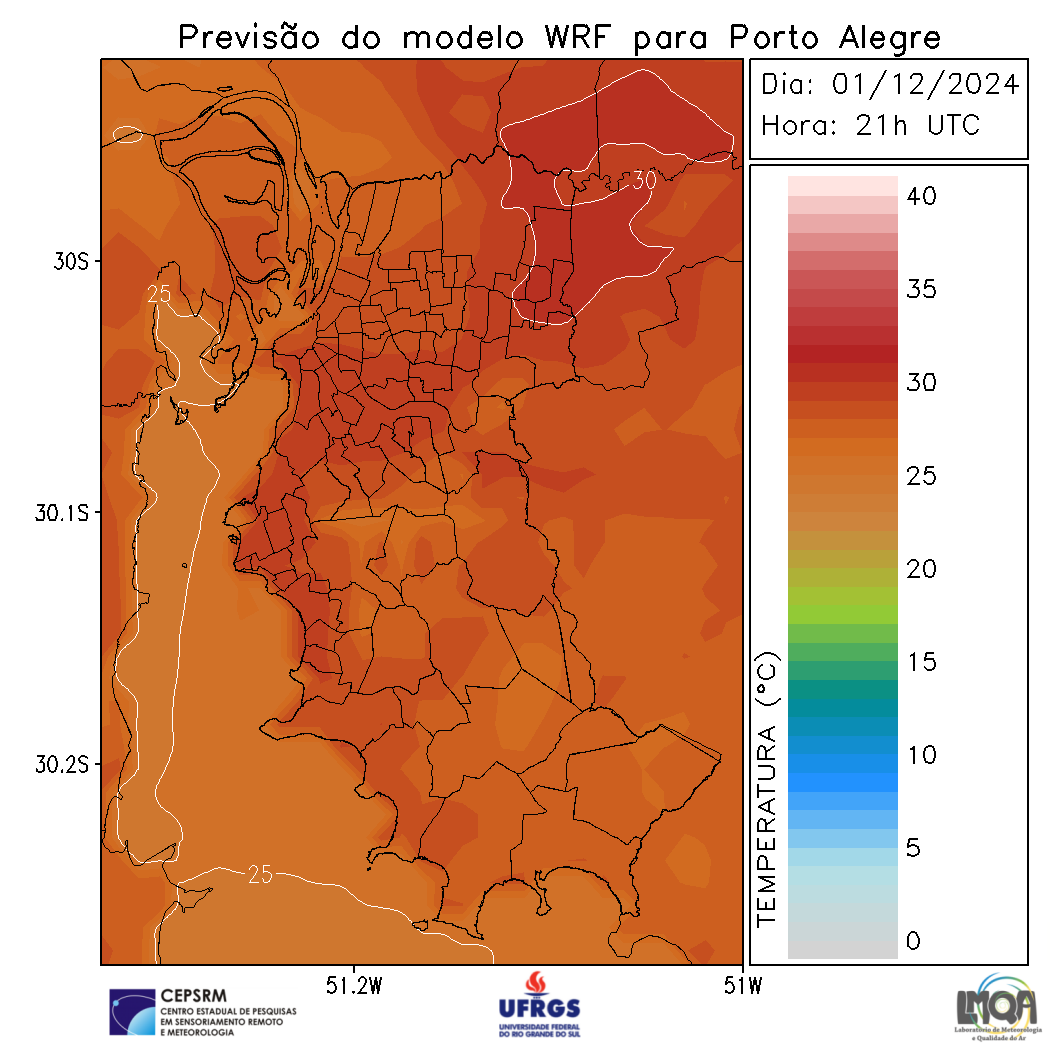 Previsão do modelo WRF para Porto Alegre
Dia: 01/12/2024
Hora: 21h UTC
30
25
25
30S
30.1S
30.2S
51.2W
51W
40
35
30
25
20
15
10
5
0
TEMPERATURA (°C)
CEPSRM
CENTRO ESTADUAL DE PESQUISAS
EM SENSORIAMENTO REMOTO
E METEOROLOGIA
UFRGS
UNIVERSIDADE FEDERAL
DO RIO GRANDE DO SUL
LMQA
Laboratório de Meteorologia
e Qualidade do Ar